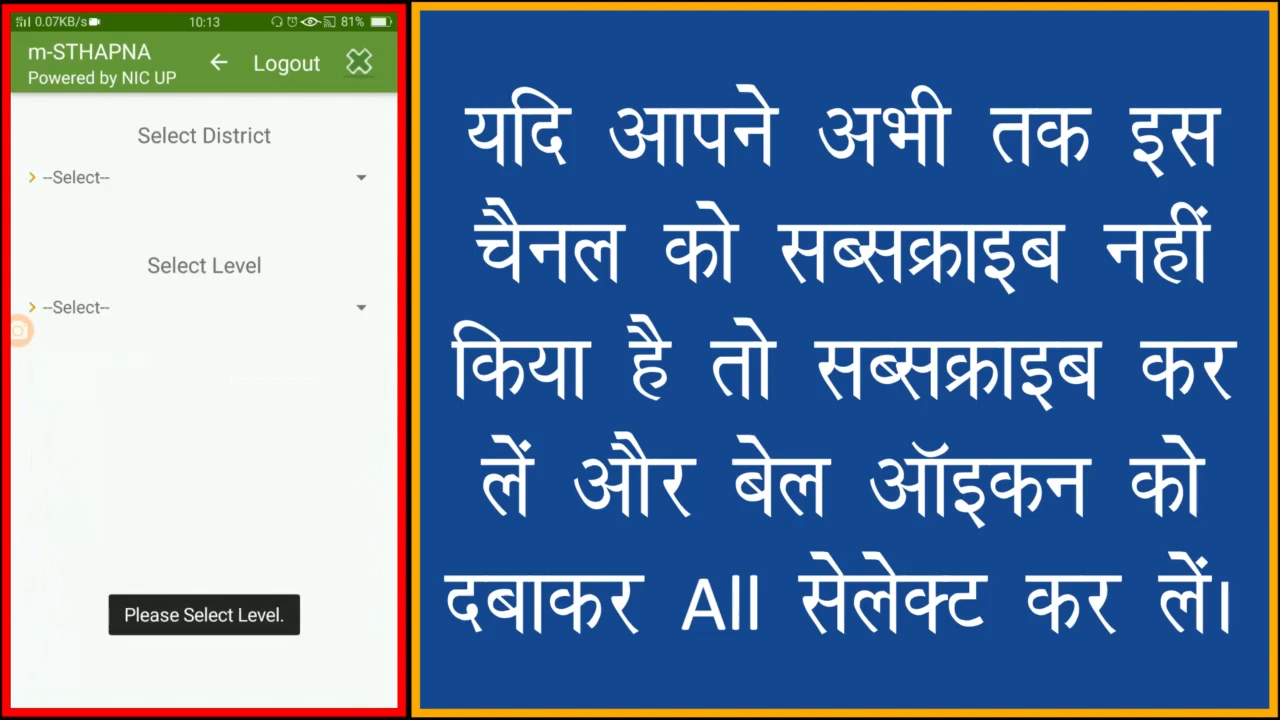 0.07KB/s
10:13
81%
m-STHAPNA
Powered by NIC UP
Logout
Select District
--Select--
Select Level
--Select--
Please Select Level.
यदि आपने अभी तक इस
चैनल को सब्सक्राइब नहीं
किया है तो सब्सक्राइब कर
लें और बेल ऑइकन को
दबाकर All सेलेक्ट कर लें।